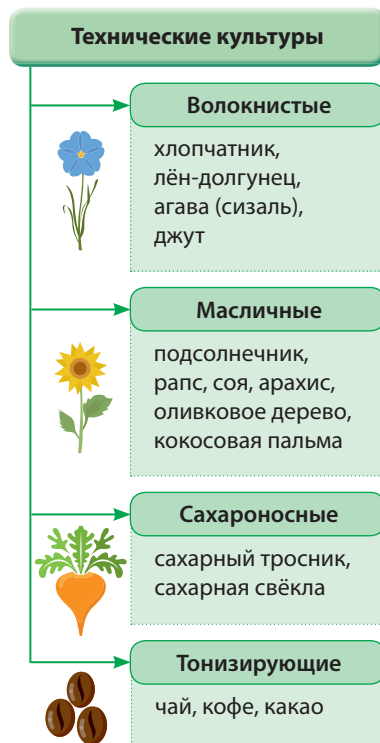 Технические культуры
Волокнистые
хлопчатник,
лён-долгунец,
агава (сизаль),
джут
Масличные
подсолнечник,
рапс, соя, арахис,
оливковое дерево,
кокосовая пальма
Сахароносные
сахарный тросник,
сахарная свёкла
Тонизирующие
чай, кофе, какао